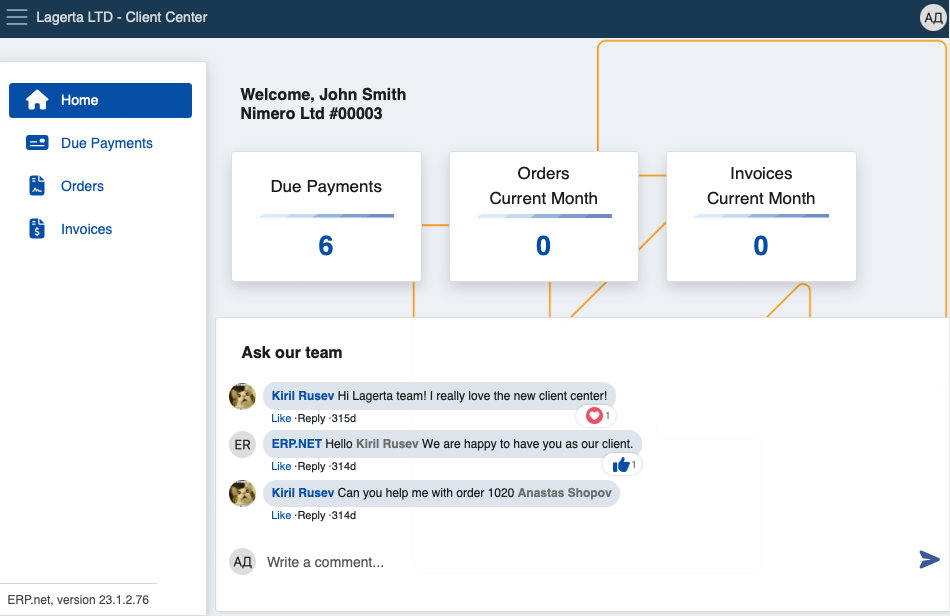 Lagerta LTD - Client Center
АД
Home
Due Payments
Orders
Invoices
Welcome, John Smith
Nimero Ltd #00003
Due Payments
6
Orders
Current Month
0
Invoices
Current Month
0
Ask our team
Kiril Rusev Hi Lagerta team! I really love the new client center!
1
Like ·Reply ·315d
ER
ERP.NET Hello Kiril Rusev We are happy to have you as our client.
1
Like ·Reply ·314d
Kiril Rusev Can you help me with order 1020 Anastas Shopov
Like ·Reply ·314d
АД
Write a comment...
ERP.net, version 23.1.2.76